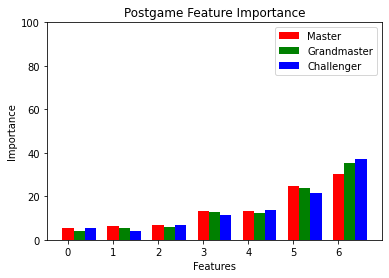 Postgame Feature Importance
100
80
60
40
20
0
Importance
Master
Grandmaster
Challenger
0 1 2 3 4 5 6
Features